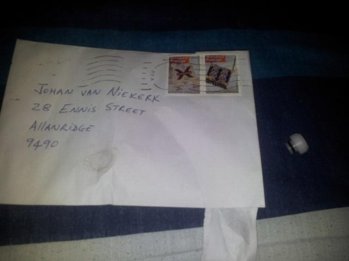 JOHAN VAN NIEKERK
28 ENNIS STREET
ALLANRIDGE
9490